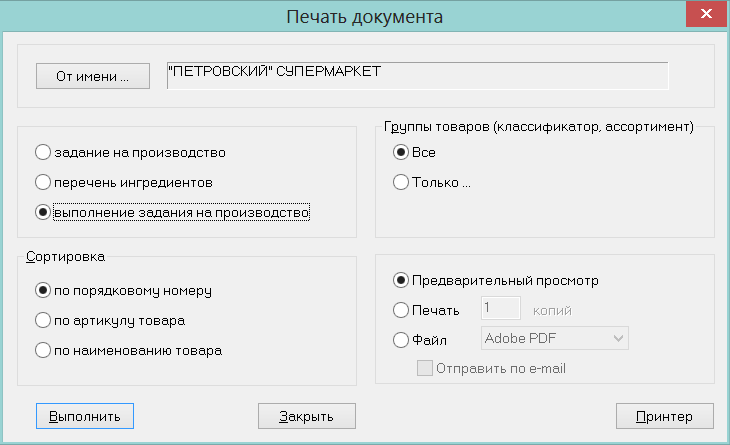 Печать документа
От имени ...
"ПЕТРОВСКИЙ" СУПЕРМАРКЕТ
задание на производство
перечень ингредиентов
выполнение задания на производство
Группы товаров (классификатор, ассортимент)
Все
Только ...
Сортировка
по порядковому номеру
по артикулу товара
по наименованию товара
Предварительный просмотр
Печать 1 копий
Файл Adobe PDF
Отправить по e-mail
Выполнить
Закрыть
Принтер